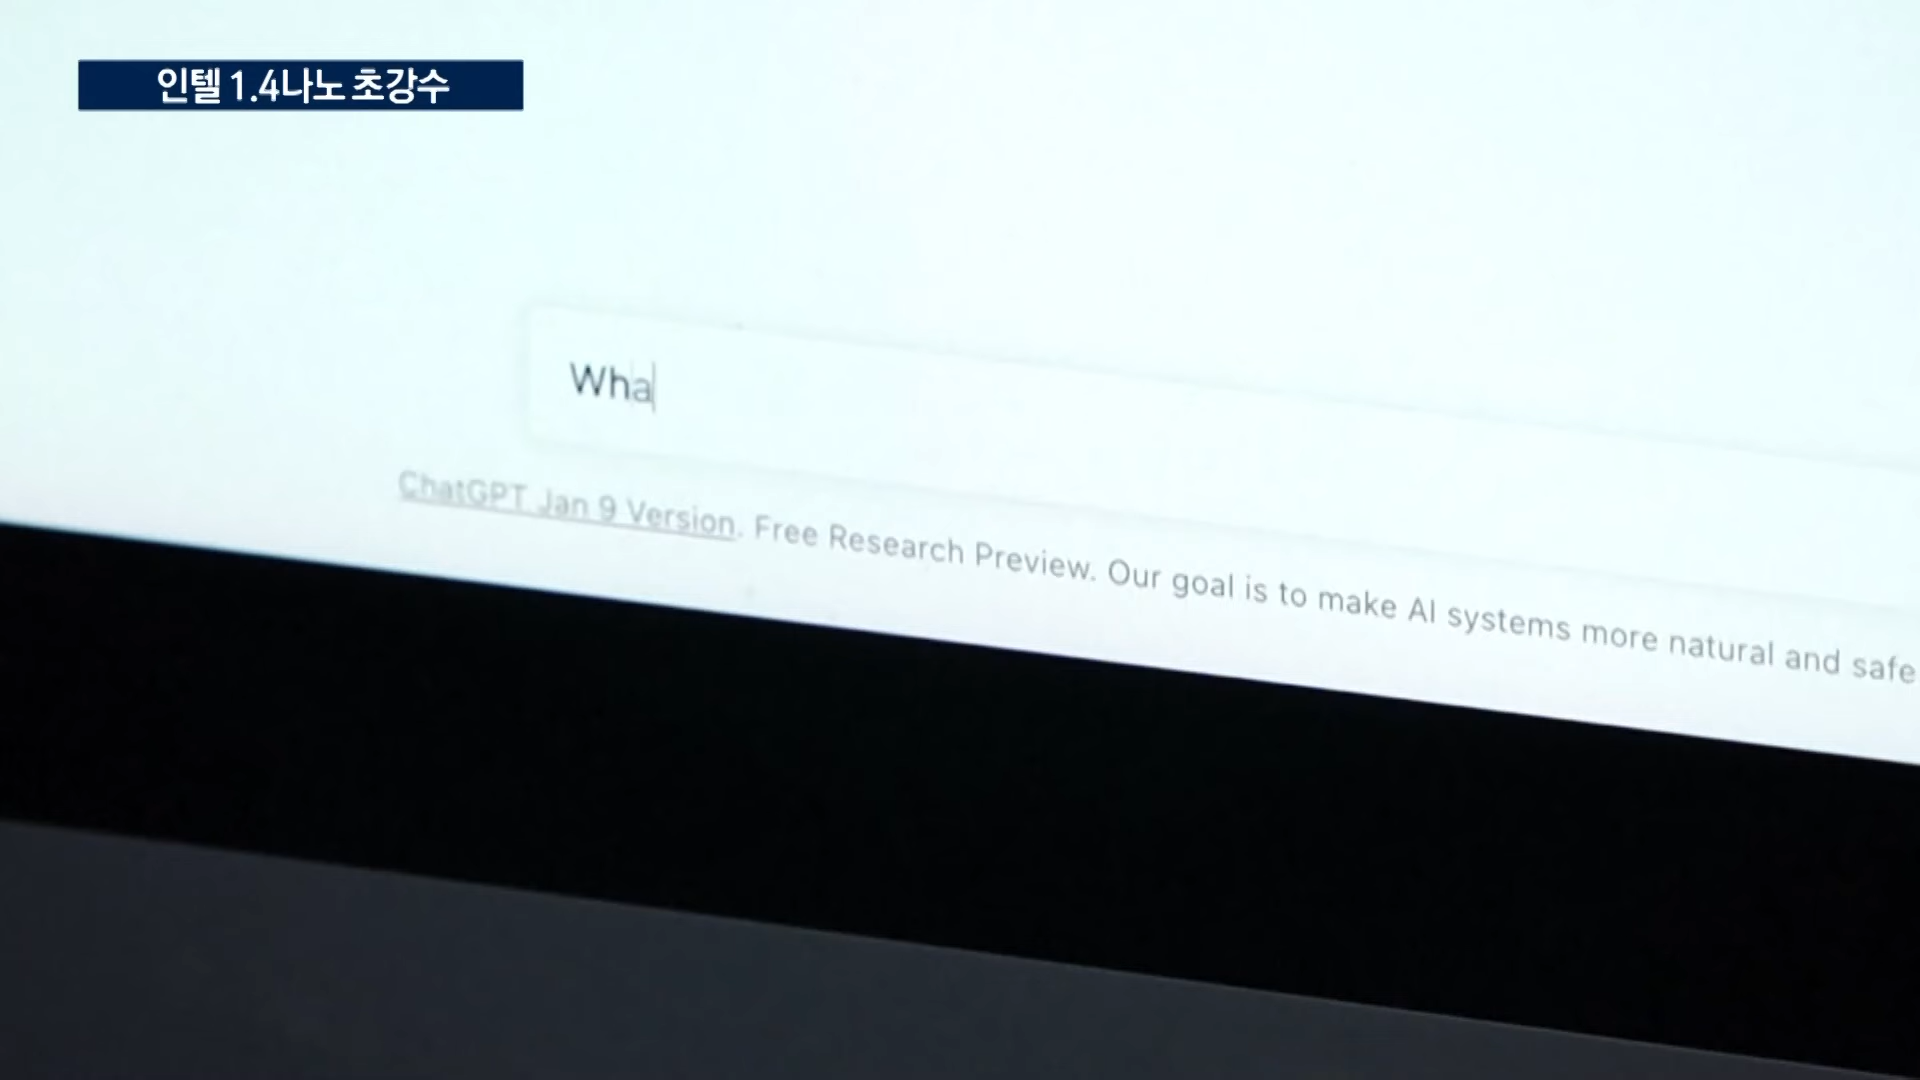 인텔 1.4나노 초강수
Wha
ChatGPT Jan 9 Version. Free Research Preview. Our goal is to make AI systems more natural and safe